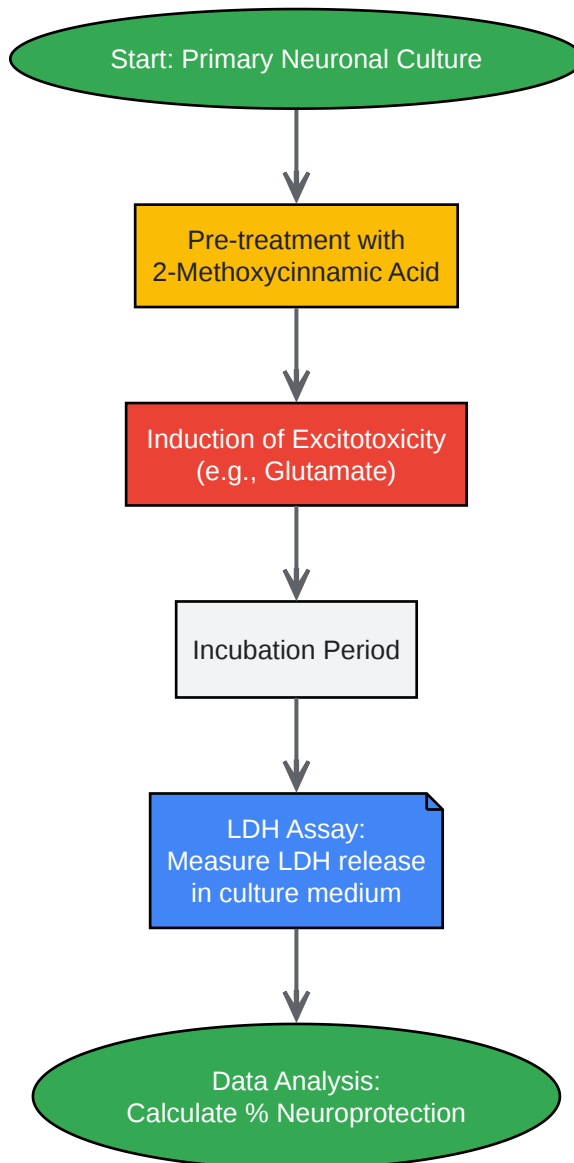 Start: Primary Neuronal Culture
Pre-treatment with
2-Methoxycinnamic Acid
Induction of Excitotoxicity
(e.g., Glutamate)
Incubation Period
LDH Assay:
Measure LDH release
in culture medium
Data Analysis:
Calculate % Neuroprotection